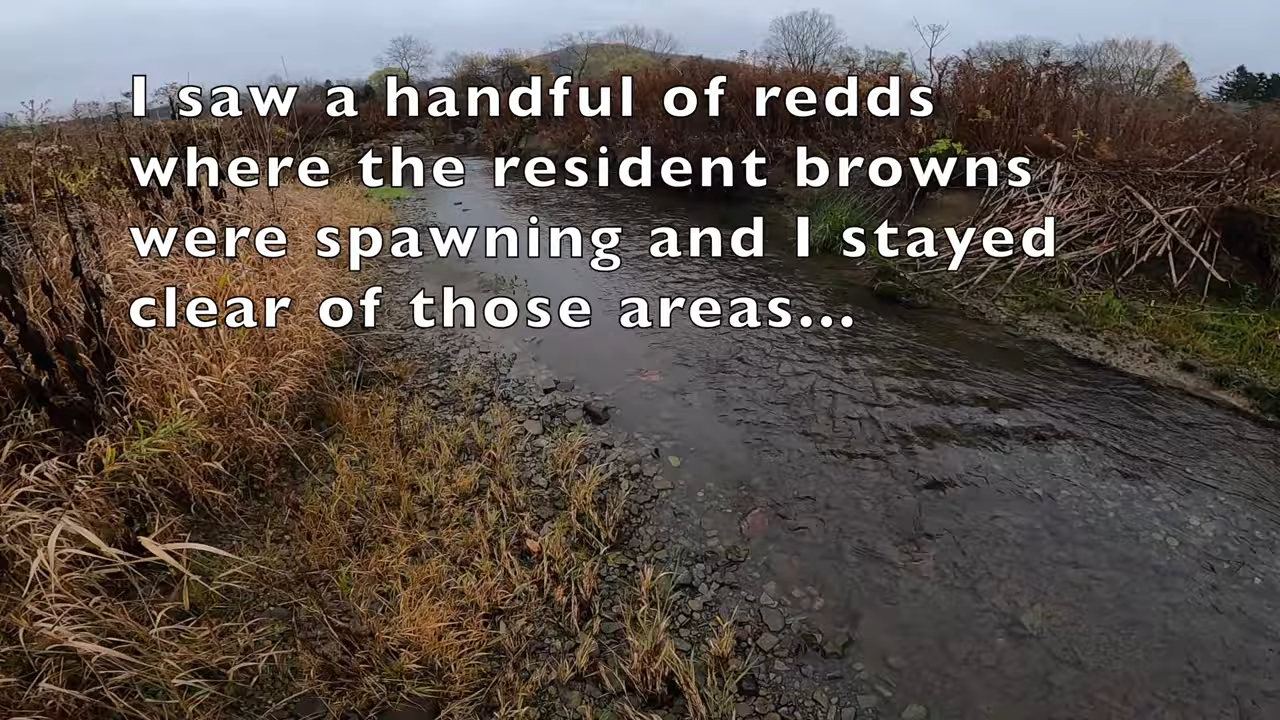 I saw a handful of redds
where the resident browns
were spawning and I stayed
clear of those areas...